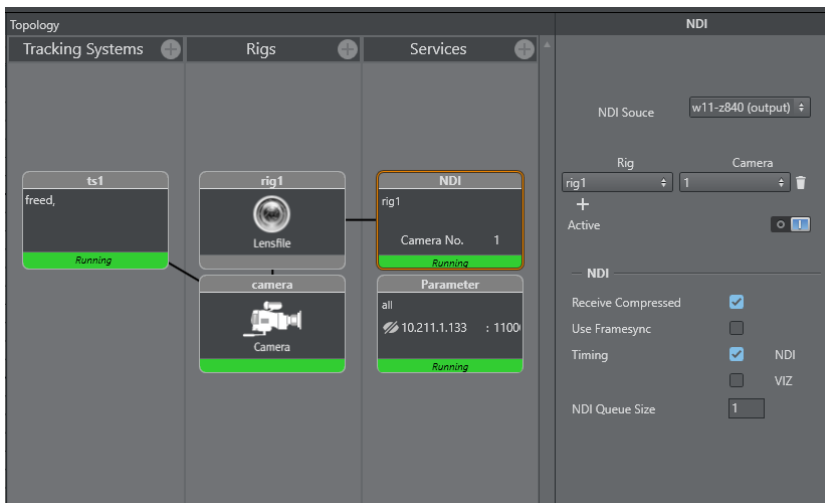 Topology
Tracking Systems
Rigs
Services
ts1
freed,
Running
rig1
Lensfile
camera
Camera
NDI
rig1
Camera No. 1
Running
Parameter
all
10.211.1.133 : 1100
Running
NDI
NDI Souce w11-z840 (output)
Rig Camera
rig1 1
Active
NDI
Receive Compressed
Use Framesync
Timing NDI
VIZ
NDI Queue Size 1